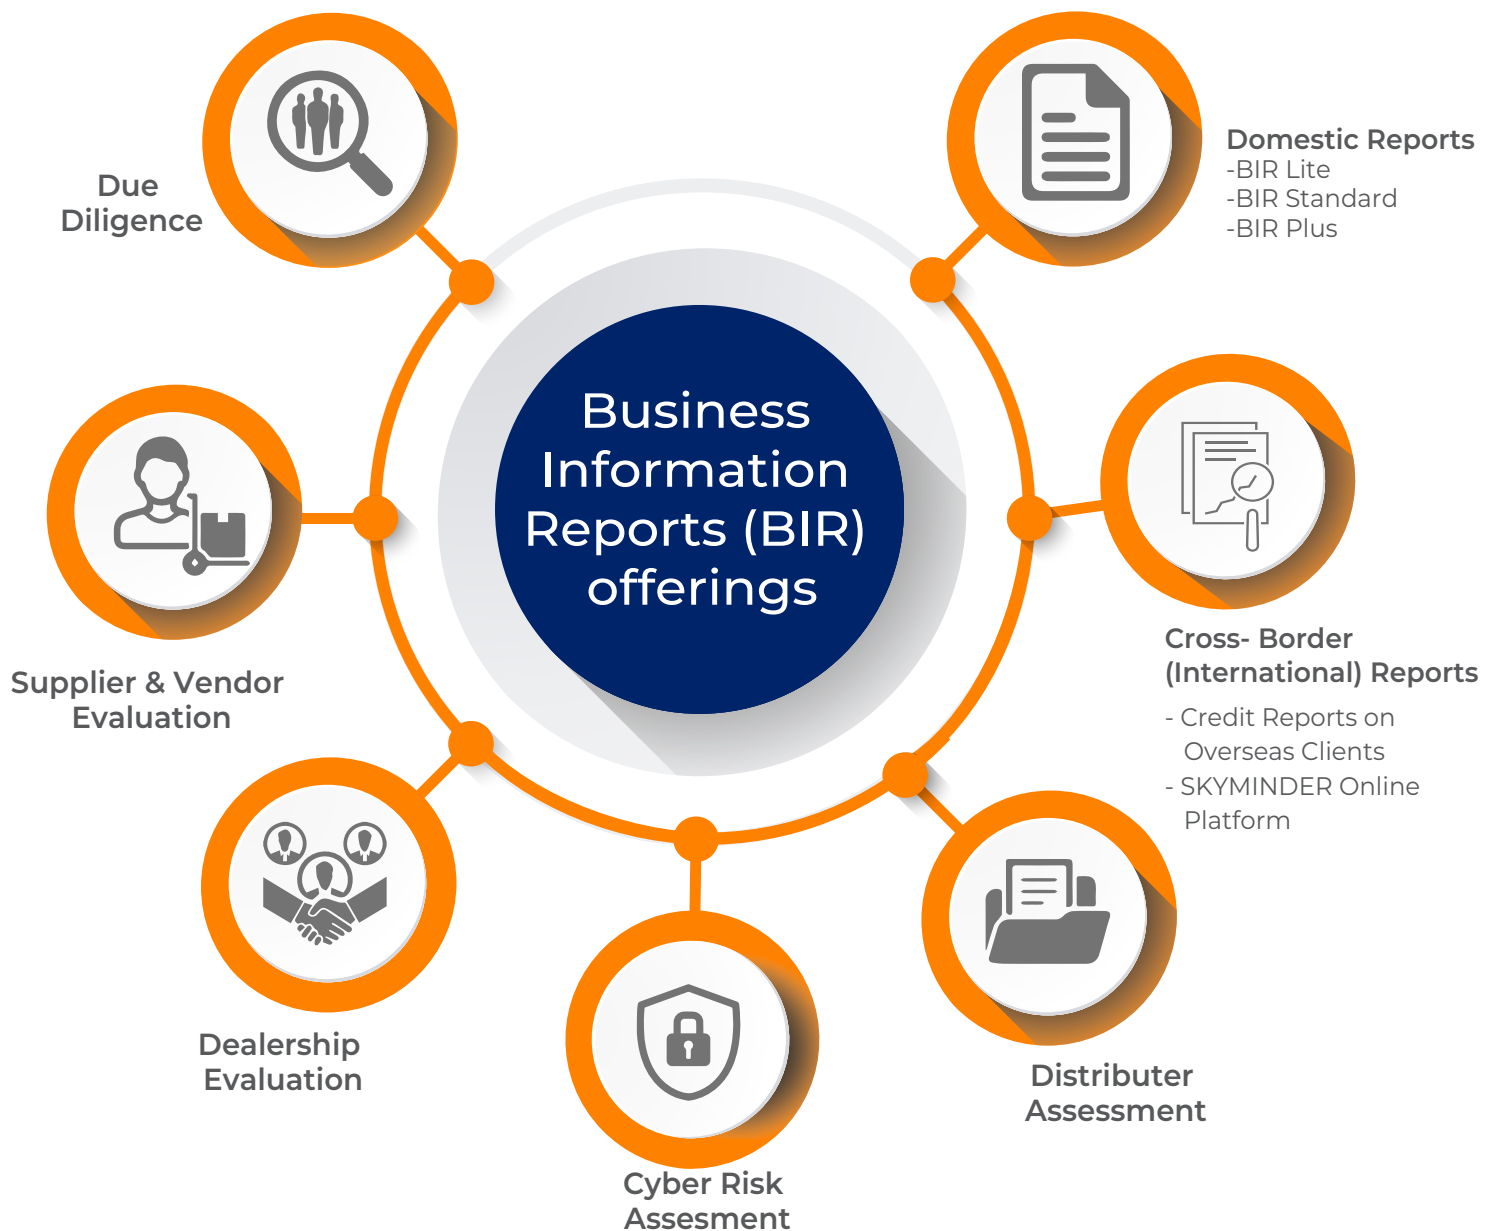 Business
Information
Reports (BIR)
offerings
Domestic Reports
-BIR Lite
-BIR Standard
-BIR Plus
Cross- Border
(International) Reports
- Credit Reports on
Overseas Clients
- SKYMINDER Online
Platform
Distributer
Assessment
Cyber Risk
Assesment
Dealership
Evaluation
Supplier & Vendor
Evaluation
Due
Diligence